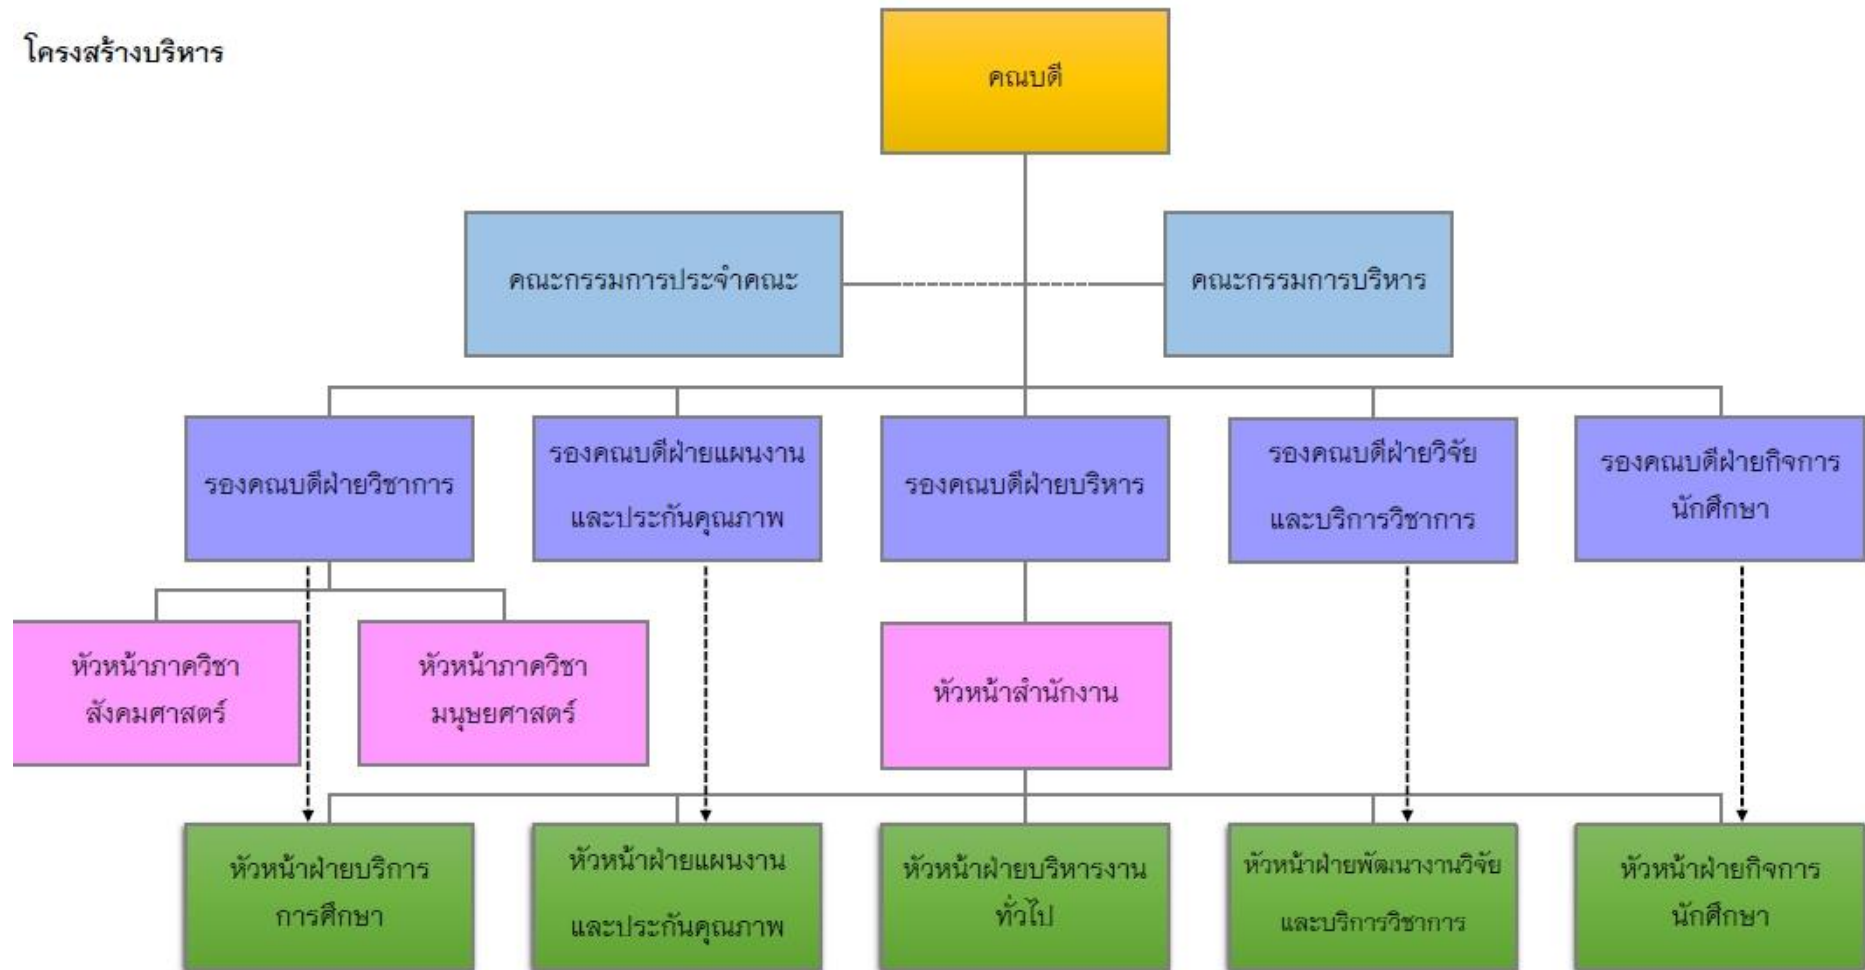 โครงสร้างบริหาร
คณบดี
คณะกรรมการประจำคณะ
คณะกรรมการบริหาร
รองคณบดีฝ่ายวิชาการ
รองคณบดีฝ่ายแผนงาน
และประกันคุณภาพ
รองคณบดีฝ่ายบริหาร
รองคณบดีฝ่ายวิจัย
และบริการวิชาการ
รองคณบดีฝ่ายกิจการ
นักศึกษา
หัวหน้าภาควิชา
สังคมศาสตร์
หัวหน้าภาควิชา
มนุษยศาสตร์
หัวหน้าสำนักงาน
หัวหน้าฝ่ายบริการ
การศึกษา
หัวหน้าฝ่ายแผนงาน
และประกันคุณภาพ
หัวหน้าฝ่ายบริหารงาน
ทั่วไป
หัวหน้าฝ่ายพัฒนางานวิจัย
และบริการวิชาการ
หัวหน้าฝ่ายกิจการ
นักศึกษา